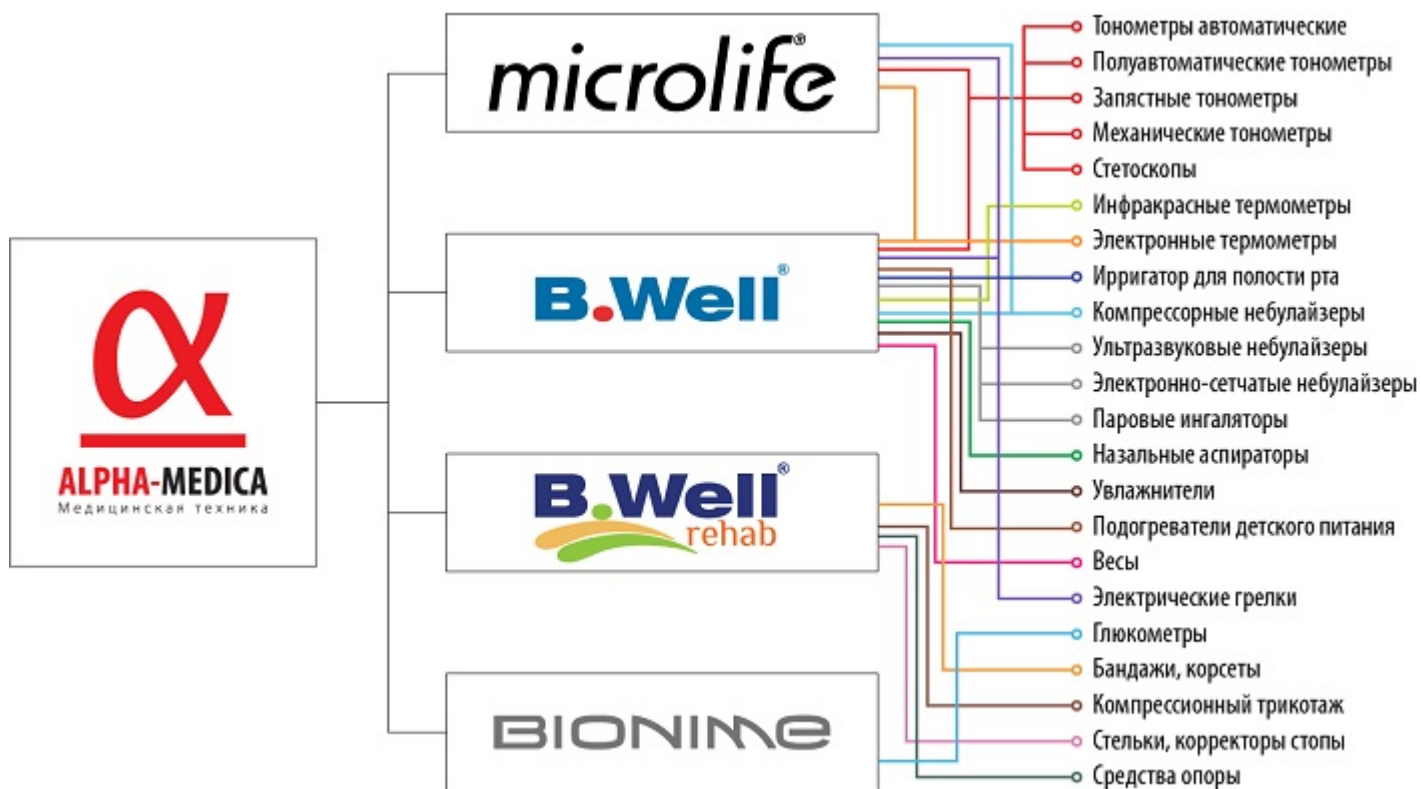 microlife®
B.Well®
B.Well®
rehab
BIONIME
α
ALPHA-MEDICA
Медицинская техника
Тонометры автоматические
Полуавтоматические тонометры
Запястные тонометры
Механические тонометры
Стетоскопы
Инфракрасные термометры
Электронные термометры
Ирригатор для полости рта
Компрессорные небулайзеры
Ультразвуковые небулайзеры
Электронно-сетчатые небулайзеры
Паровые ингаляторы
Назальные аспираторы
Увлажнители
Подогреватели детского питания
Весы
Электрические грелки
Глюкометры
Бандажи, корсеты
Компрессионный трикотаж
Стельки, корректоры стопы
Средства опоры